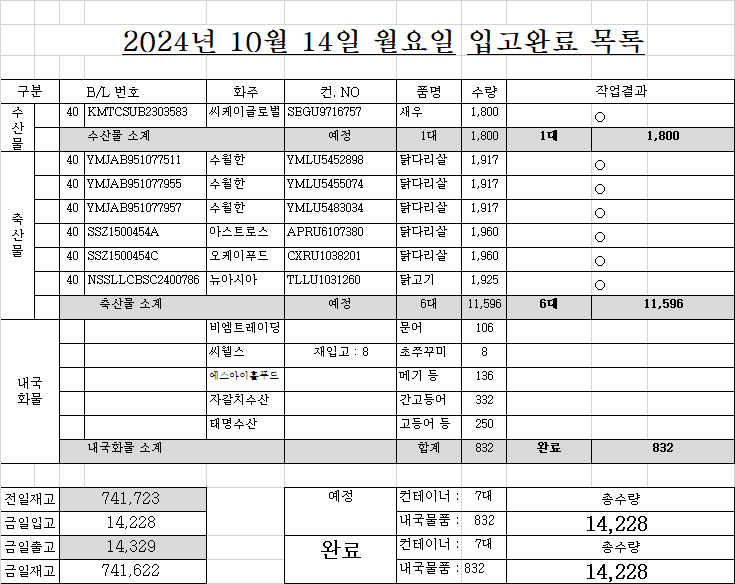 2024년 10월 14일 월요일 입고완료 목록
구분 B/L 번호 화주 컨. NO 품명 수량 작업결과
수산물
40 KMTCSUB2303583 씨케이글로벌 SEGU9716757 새우 1,800 ○
수산물 소계 예정 1대 1,800 1대 1,800
축산물
40 YMJAB951077511 수월한 YMLU5452898 닭다리살 1,917 ○
40 YMJAB951077955 수월한 YMLU5455074 닭다리살 1,917 ○
40 YMJAB951077957 수월한 YMLU5483034 닭다리살 1,917 ○
40 SSZ1500454A 아스트로스 APRU6107380 닭다리살 1,960 ○
40 SSZ1500454C 오케이푸드 CXRU1038201 닭다리살 1,960 ○
40 NSSLLCBSC2400786 뉴아시아 TLLU1031260 닭고기 1,925 ○
축산물 소계 예정 6대 11,596 6대 11,596
내국화물
비엠트레이딩 문어 106
씨웰스 재입고 : 8 초쭈꾸미 8
에스아이홀푸드 메기 등 136
자갈치수산 간고등어 332
태명수산 고등어 등 250
내국화물 소계 합계 832 완료 832
전일재고 741,723 예정 컨테이너 : 7대 총수량
금일입고 14,228 내국물품 : 832 14,228
금일출고 14,329 완료 컨테이너 : 7대 총수량
금일재고 741,622 내국물품 : 832 14,228